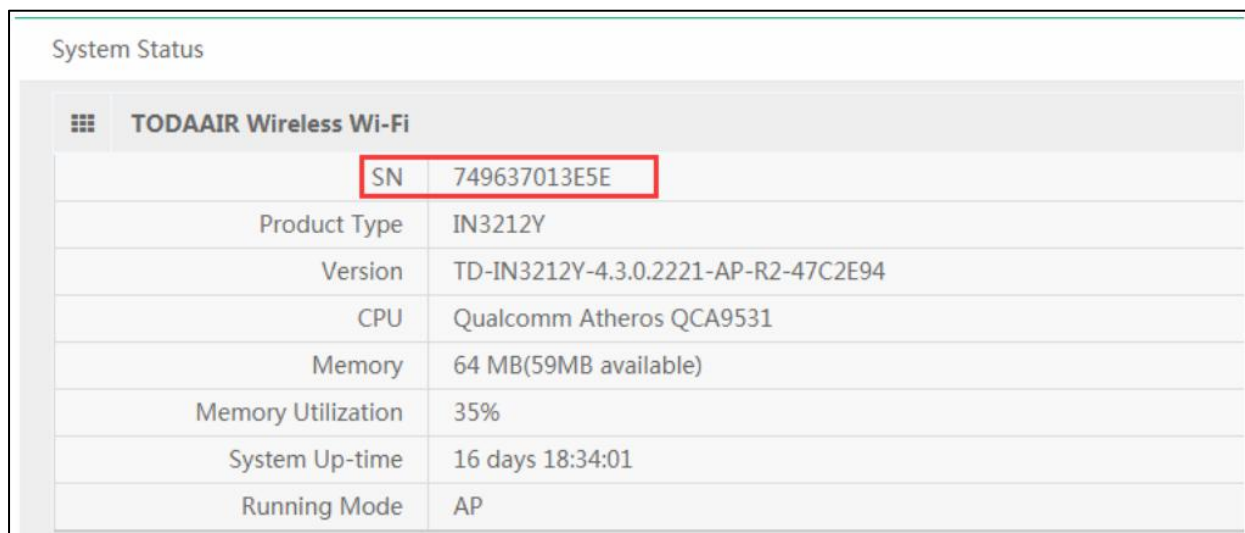 System Status
TODAAIR Wireless Wi-Fi
SN 749637013E5E
Product Type IN3212Y
Version TD-IN3212Y-4.3.0.2221-AP-R2-47C2E94
CPU Qualcomm Atheros QCA9531
Memory 64 MB(59MB available)
Memory Utilization 35%
System Up-time 16 days 18:34:01
Running Mode AP